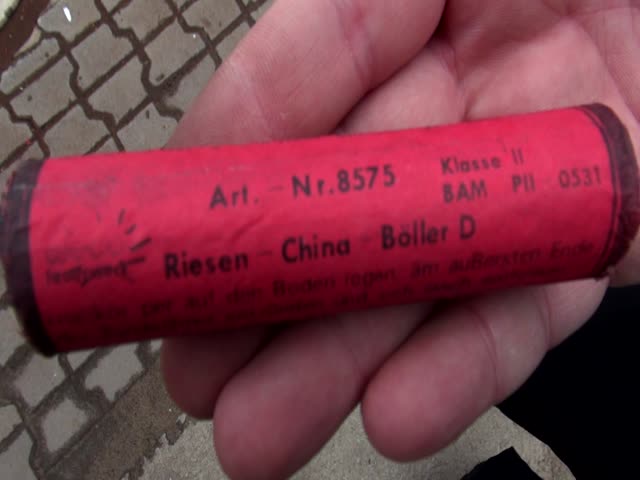 Art. - Nr. 8575
Klasse II
BAM PII 0531
Riesen - China - Böller D
auf den Boden legen, am äußersten Ende